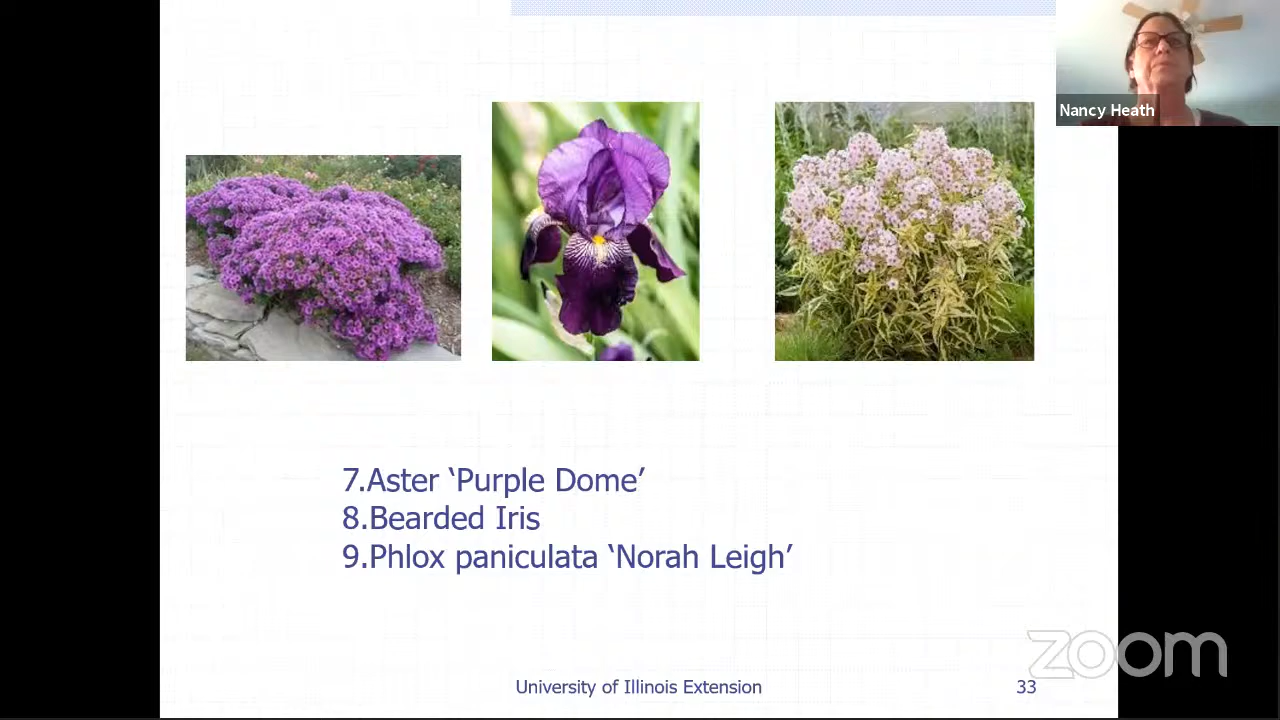 Nancy Heath
7.Aster ‘Purple Dome’
8.Bearded Iris
9.Phlox paniculata ‘Norah Leigh’
University of Illinois Extension
33
zoom